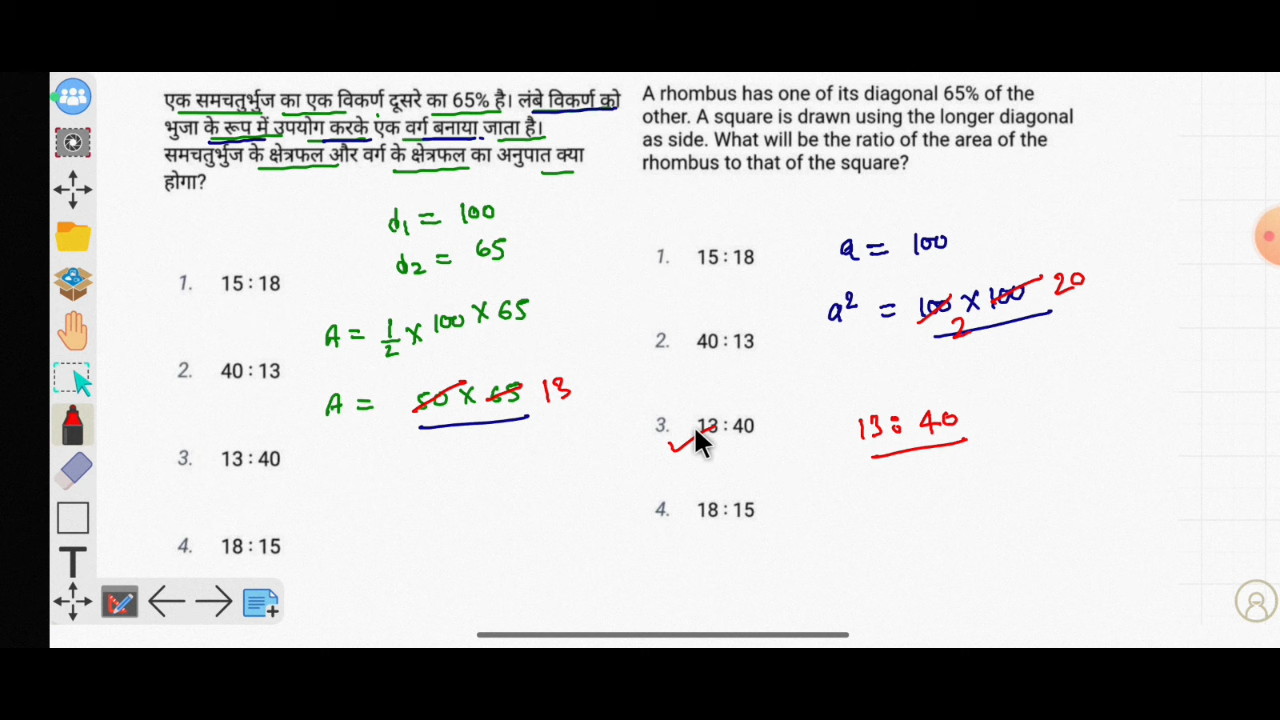 एक समचतुर्भुज का एक विकर्ण दूसरे का 65% है। लंबे विकर्ण को
भुजा के रूप में उपयोग करके एक वर्ग बनाया जाता है।
समचतुर्भुज के क्षेत्रफल और वर्ग के क्षेत्रफल का अनुपात क्या
होगा?
d₁ = 100
d₂ = 65
1. 15 : 18
A = 1/2 × 100 × 65
2. 40 : 13
A = 50 × 65 13
3. 13 : 40
4. 18 : 15
A rhombus has one of its diagonal 65% of the
other. A square is drawn using the longer diagonal
as side. What will be the ratio of the area of the
rhombus to that of the square?
1. 15 : 18
a = 100
a² = 100 × 100 20
2
2. 40 : 13
3. 13 : 40
13 : 40
4. 18 : 15
T